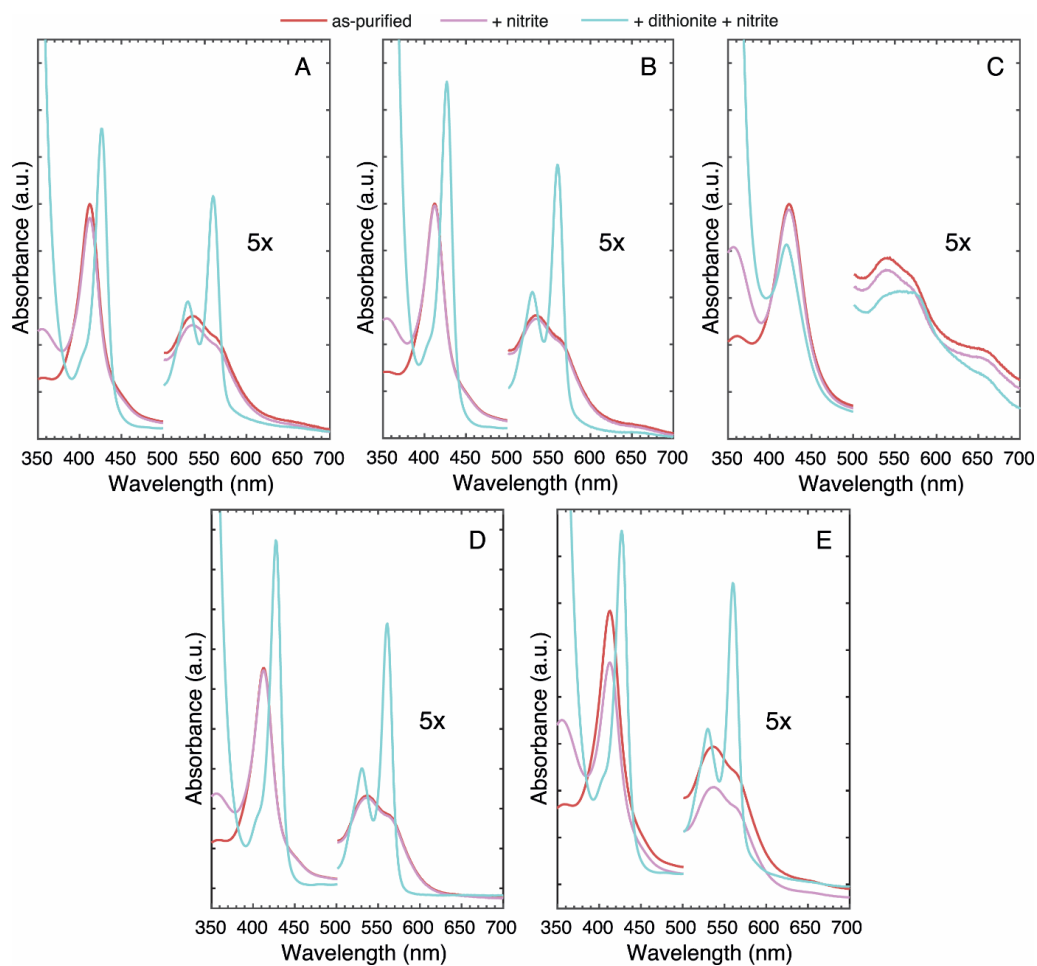 as-purified + nitrite + dithionite + nitrite
A B C
5x 5x 5x
Absorbance (a.u.) Absorbance (a.u.) Absorbance (a.u.)
350 400 450 500 550 600 650 700 350 400 450 500 550 600 650 700 350 400 450 500 550 600 650 700
Wavelength (nm) Wavelength (nm) Wavelength (nm)
D E
5x 5x
Absorbance (a.u.) Absorbance (a.u.)
350 400 450 500 550 600 650 700 350 400 450 500 550 600 650 700
Wavelength (nm) Wavelength (nm)